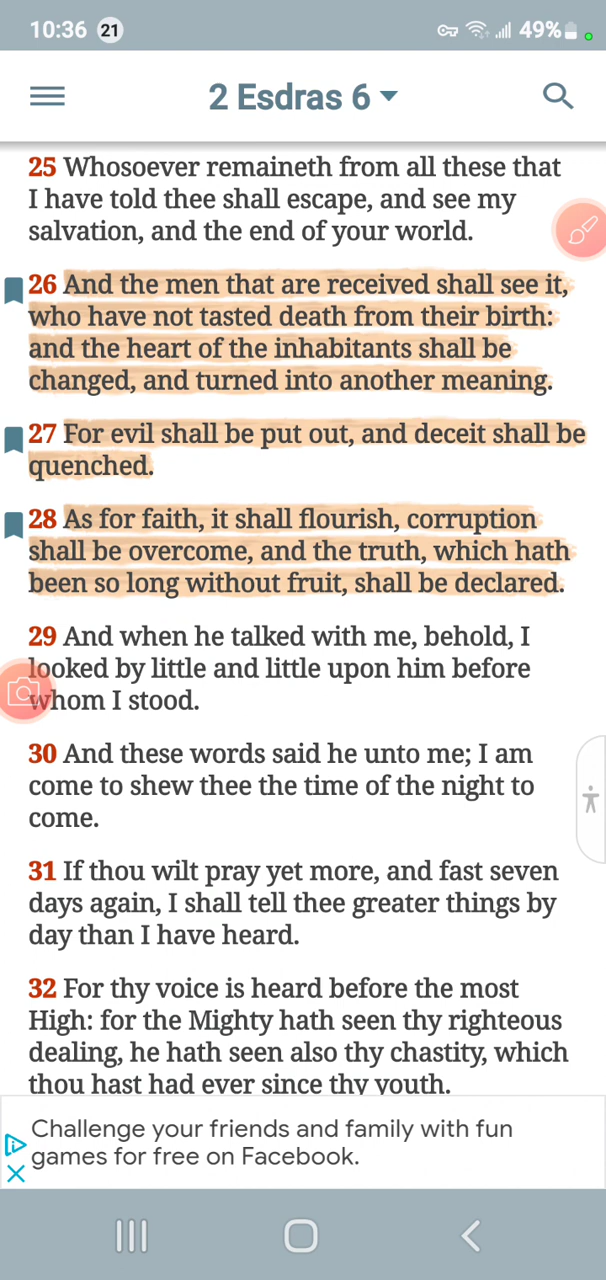 10:36 21 49%
2 Esdras 6
25 Whosoever remaineth from all these that
I have told thee shall escape, and see my
salvation, and the end of your world.
26 And the men that are received shall see it,
who have not tasted death from their birth:
and the heart of the inhabitants shall be
changed, and turned into another meaning.
27 For evil shall be put out, and deceit shall be
quenched.
28 As for faith, it shall flourish, corruption
shall be overcome, and the truth, which hath
been so long without fruit, shall be declared.
29 And when he talked with me, behold, I
looked by little and little upon him before
whom I stood.
30 And these words said he unto me; I am
come to shew thee the time of the night to
come.
31 If thou wilt pray yet more, and fast seven
days again, I shall tell thee greater things by
day than I have heard.
32 For thy voice is heard before the most
High: for the Mighty hath seen thy righteous
dealing, he hath seen also thy chastity, which
thou hast had ever since thy youth.
Challenge your friends and family with fun
games for free on Facebook.